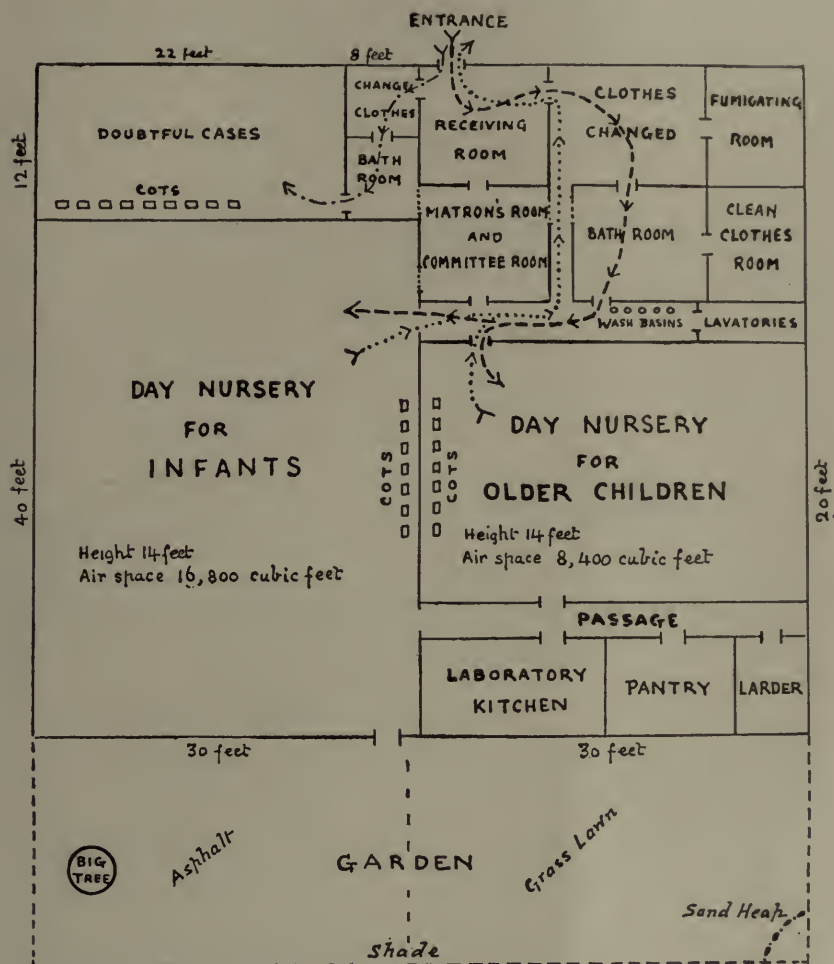 ENTRANCE
22 feet
8 feet
12 feet
DOUBTFUL CASES
COTS
CHANGE
CLOTHES
BATH
ROOM
RECEIVING
ROOM
CLOTHES
CHANGED
FUMIGATING
ROOM
MATRON'S ROOM
AND
COMMITTEE ROOM
BATH ROOM
CLEAN
CLOTHES
ROOM
WASH BASINS
LAVATORIES
40 feet
DAY NURSERY
FOR
INFANTS
Height 14 feet
Air space 16,800 cubic feet
COTS
COTS
DAY NURSERY
FOR
OLDER CHILDREN
Height 14 feet
Air space 8,400 cubic feet
20 feet
PASSAGE
LABORATORY
KITCHEN
PANTRY
LARDER
30 feet
30 feet
BIG
TREE
Asphalt
GARDEN
Grass Lawn
Sand Heap
Shade